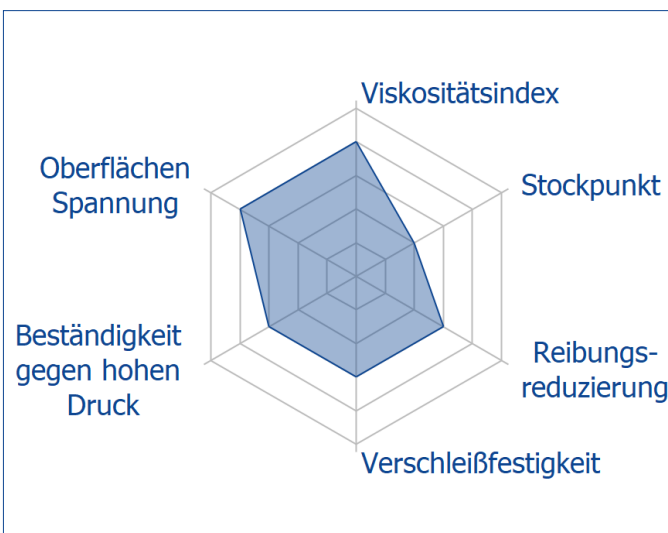 Viskositätsindex
Stockpunkt
Reibungs-
reduzierung
Verschleißfestigkeit
Beständigkeit
gegen hohen
Druck
Oberflächen
Spannung